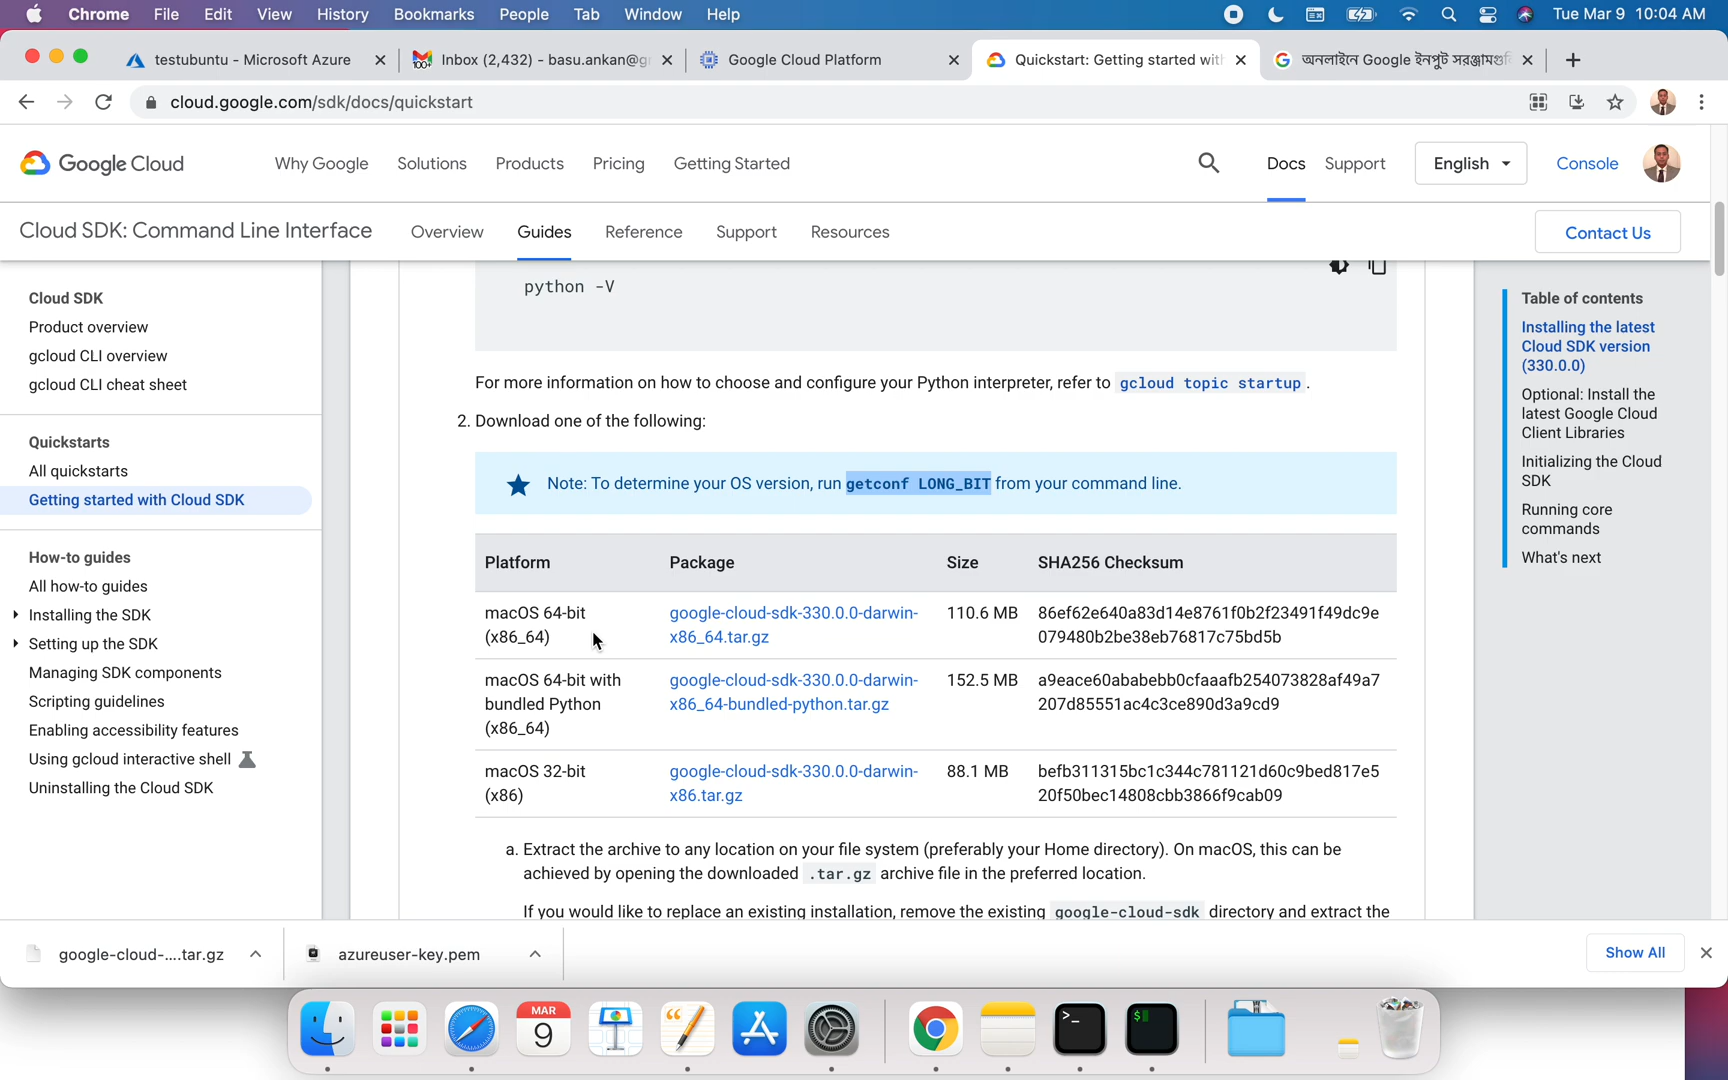 Chrome File Edit View History Bookmarks People Tab Window Help Tue Mar 9 10:04 AM
testubuntu - Microsoft Azure 100+ Inbox (2,432) - basu.ankan@g Google Cloud Platform Quickstart: Getting started with অনলাইনে Google ইনপুট সরঞ্জামগুলি
cloud.google.com/sdk/docs/quickstart
Google Cloud Why Google Solutions Products Pricing Getting Started Docs Support English Console
Cloud SDK: Command Line Interface Overview Guides Reference Support Resources Contact Us
Cloud SDK
Product overview
gcloud CLI overview
gcloud CLI cheat sheet
Quickstarts
All quickstarts
Getting started with Cloud SDK
How-to guides
All how-to guides
Installing the SDK
Setting up the SDK
Managing SDK components
Scripting guidelines
Enabling accessibility features
Using gcloud interactive shell
Uninstalling the Cloud SDK
python -V
For more information on how to choose and configure your Python interpreter, refer to gcloud topic startup .
2. Download one of the following:
Note: To determine your OS version, run getconf LONG_BIT from your command line.
Platform Package Size SHA256 Checksum
macOS 64-bit google-cloud-sdk-330.0.0-darwin- 110.6 MB 86ef62e640a83d14e8761f0b2f23491f49dc9e
(x86_64) x86_64.tar.gz 079480b2be38eb76817c75bd5b
macOS 64-bit with google-cloud-sdk-330.0.0-darwin- 152.5 MB a9eace60ababebb0cfaaafb254073828af49a7
bundled Python x86_64-bundled-python.tar.gz 207d85551ac4c3ce890d3a9cd9
(x86_64)
macOS 32-bit google-cloud-sdk-330.0.0-darwin- 88.1 MB befb311315bc1c344c781121d60c9bed817e5
(x86) x86.tar.gz 20f50bec14808cbb3866f9cab09
a. Extract the archive to any location on your file system (preferably your Home directory). On macOS, this can be
achieved by opening the downloaded .tar.gz archive file in the preferred location.
If you would like to replace an existing installation, remove the existing google-cloud-sdk directory and extract the
Table of contents
Installing the latest
Cloud SDK version
(330.0.0)
Optional: Install the
latest Google Cloud
Client Libraries
Initializing the Cloud
SDK
Running core
commands
What's next
google-cloud-....tar.gz azureuser-key.pem Show All
MAR
9